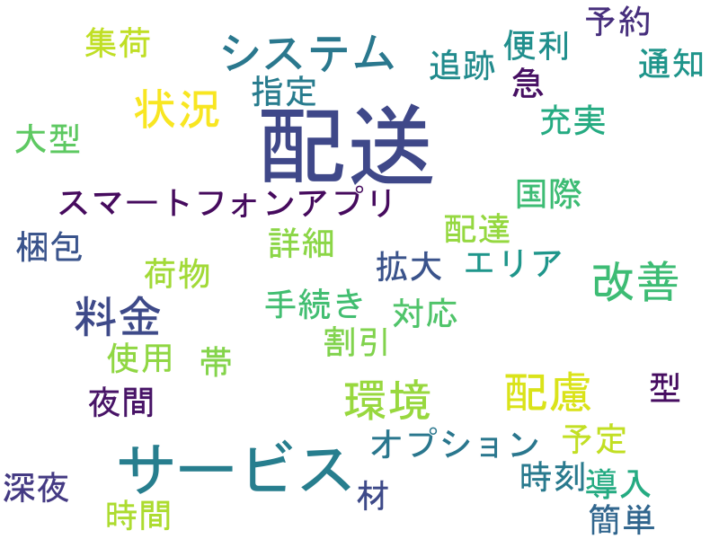 予約
集荷
システム
追跡
便利
通知
指定
急
状況
配送
充実
大型
スマートフォンアプリ
国際
梱包
詳細
配達
荷物
拡大
エリア
改善
料金
手続き
対応
割引
使用
帯
夜間
環境
配慮
型
サービス
オプション
予定
深夜
材
時刻
導入
時間
簡単